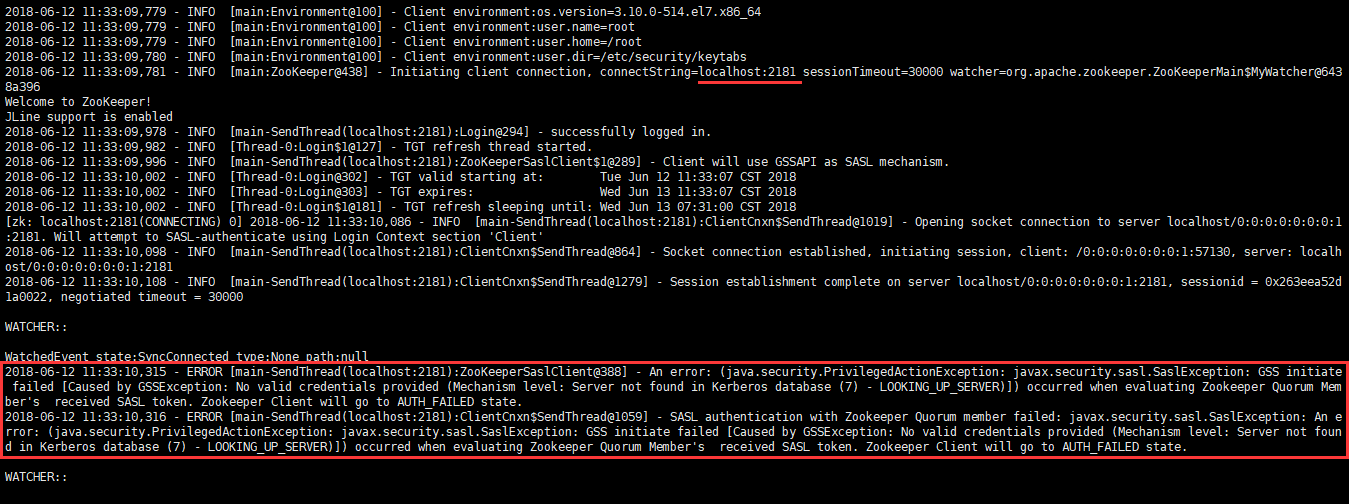 2018-06-12 11:33:09,779 - INFO  [main:Environment@100] - Client environment:os.version=3.10.0-514.el7.x86_64
2018-06-12 11:33:09,779 - INFO  [main:Environment@100] - Client environment:user.name=root
2018-06-12 11:33:09,779 - INFO  [main:Environment@100] - Client environment:user.home=/root
2018-06-12 11:33:09,780 - INFO  [main:Environment@100] - Client environment:user.dir=/etc/security/keytabs
2018-06-12 11:33:09,781 - INFO  [main:ZooKeeper@438] - Initiating client connection, connectString=localhost:2181 sessionTimeout=30000 watcher=org.apache.zookeeper.ZooKeeperMain$MyWatcher@643
8a396
Welcome to ZooKeeper!
JLine support is enabled
2018-06-12 11:33:09,978 - INFO  [main-SendThread(localhost:2181):Login@294] - successfully logged in.
2018-06-12 11:33:09,982 - INFO  [Thread-0:Login$1@127] - TGT refresh thread started.
2018-06-12 11:33:09,996 - INFO  [main-SendThread(localhost:2181):ZooKeeperSaslClient$1@289] - Client will use GSSAPI as SASL mechanism.
2018-06-12 11:33:10,002 - INFO  [Thread-0:Login@302] - TGT valid starting at:        Tue Jun 12 11:33:07 CST 2018
2018-06-12 11:33:10,002 - INFO  [Thread-0:Login@303] - TGT expires:                  Wed Jun 13 11:33:07 CST 2018
2018-06-12 11:33:10,002 - INFO  [Thread-0:Login$1@181] - TGT refresh sleeping until: Wed Jun 13 07:31:00 CST 2018
[zk: localhost:2181(CONNECTING) 0] 2018-06-12 11:33:10,086 - INFO  [main-SendThread(localhost:2181):ClientCnxn$SendThread@1019] - Opening socket connection to server localhost/0:0:0:0:0:0:0:1
:2181. Will attempt to SASL-authenticate using Login Context section 'Client'
2018-06-12 11:33:10,098 - INFO  [main-SendThread(localhost:2181):ClientCnxn$SendThread@864] - Socket connection established, initiating session, client: /0:0:0:0:0:0:0:1:57130, server: localh
ost/0:0:0:0:0:0:0:1:2181
2018-06-12 11:33:10,108 - INFO  [main-SendThread(localhost:2181):ClientCnxn$SendThread@1279] - Session establishment complete on server localhost/0:0:0:0:0:0:0:1:2181, sessionid = 0x263eea52d
1a0022, negotiated timeout = 30000
WATCHER::
WatchedEvent state:SyncConnected type:None path:null
2018-06-12 11:33:10,315 - ERROR [main-SendThread(localhost:2181):ZooKeeperSaslClient@388] - An error: (java.security.PrivilegedActionException: javax.security.sasl.SaslException: GSS initiate
 failed [Caused by GSSException: No valid credentials provided (Mechanism level: Server not found in Kerberos database (7) - LOOKING_UP_SERVER)]) occurred when evaluating Zookeeper Quorum Mem
ber's  received SASL token. Zookeeper Client will go to AUTH_FAILED state.
2018-06-12 11:33:10,316 - ERROR [main-SendThread(localhost:2181):ClientCnxn$SendThread@1059] - SASL authentication with Zookeeper Quorum member failed: javax.security.sasl.SaslException: An e
rror: (java.security.PrivilegedActionException: javax.security.sasl.SaslException: GSS initiate failed [Caused by GSSException: No valid credentials provided (Mechanism level: Server not foun
d in Kerberos database (7) - LOOKING_UP_SERVER)]) occurred when evaluating Zookeeper Quorum Member's  received SASL token. Zookeeper Client will go to AUTH_FAILED state.
WATCHER::